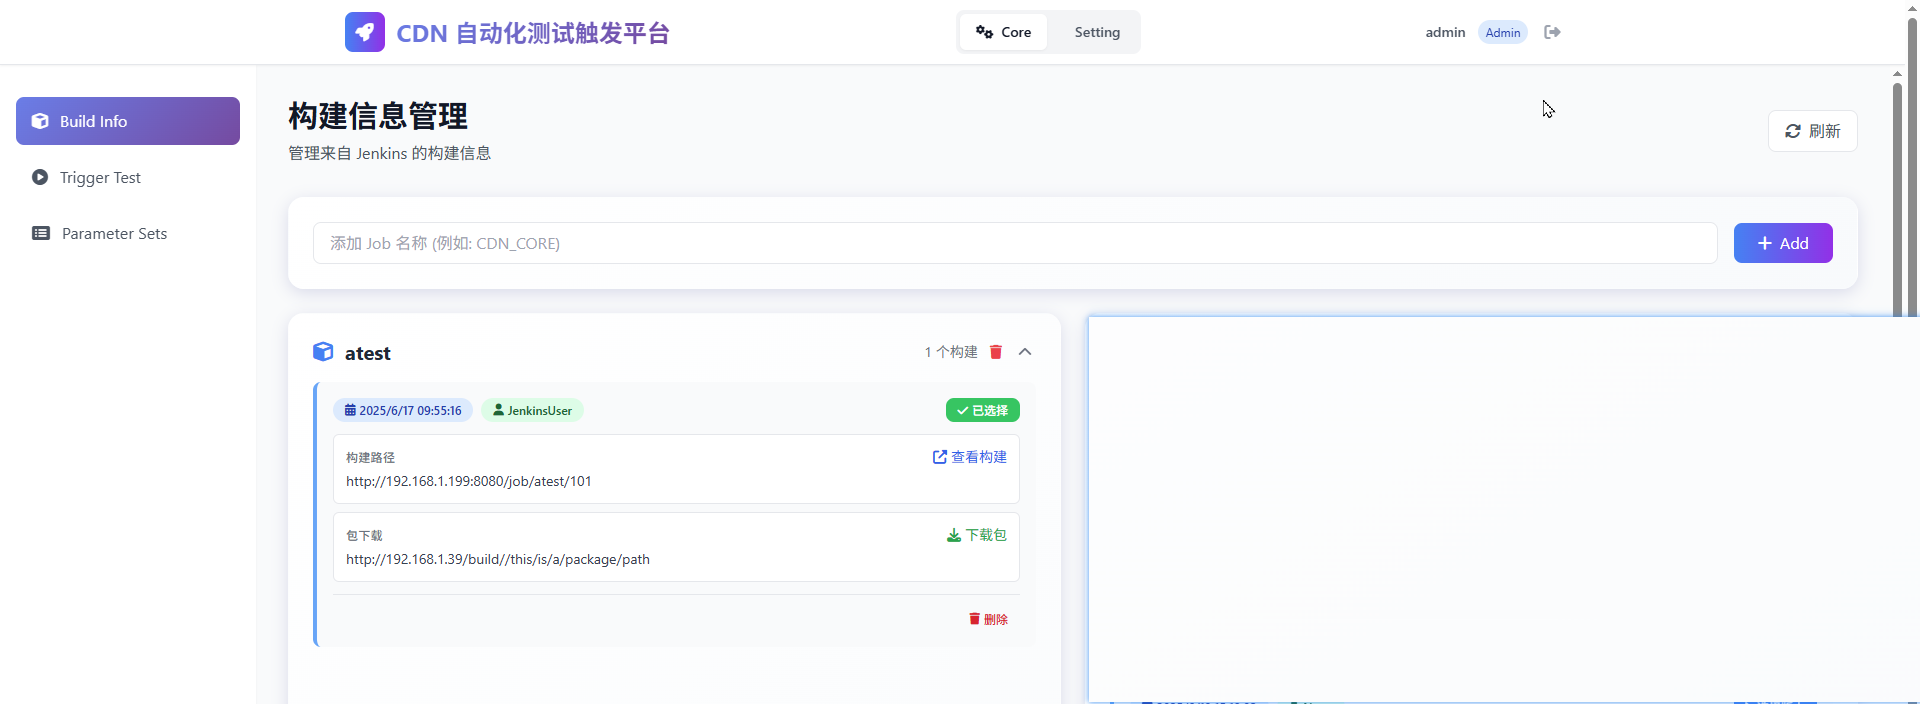 CDN 自动化测试触发平台
Core
Setting
admin
Admin
Build Info
Trigger Test
Parameter Sets
构建信息管理
管理来自 Jenkins 的构建信息
刷新
添加 Job 名称 (例如: CDN_CORE)
Add
atest
1 个构建
2025/6/17 09:55:16
JenkinsUser
已选择
构建路径
查看构建
http://192.168.1.199:8080/job/atest/101
包下载
下载包
http://192.168.1.39/build//this/is/a/package/path
删除